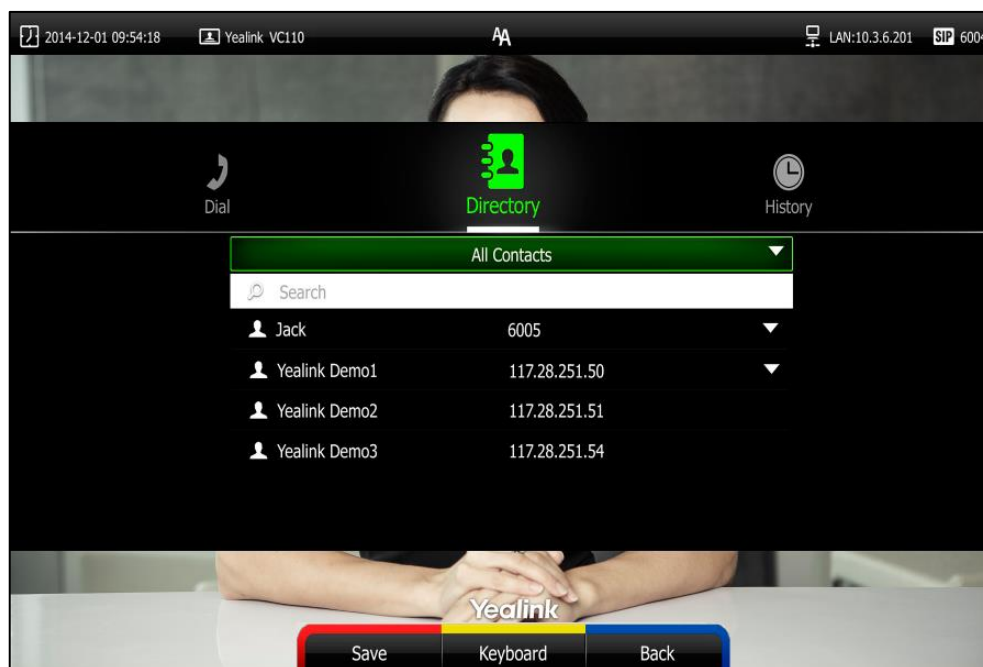 2014-12-01 09:54:18 Yealink VC110 AA LAN:10.3.6.201 SIP 6004
Dial Directory History
All Contacts
Search
Jack 6005
Yealink Demo1 117.28.251.50
Yealink Demo2 117.28.251.51
Yealink Demo3 117.28.251.54
Yealink
Save Keyboard Back